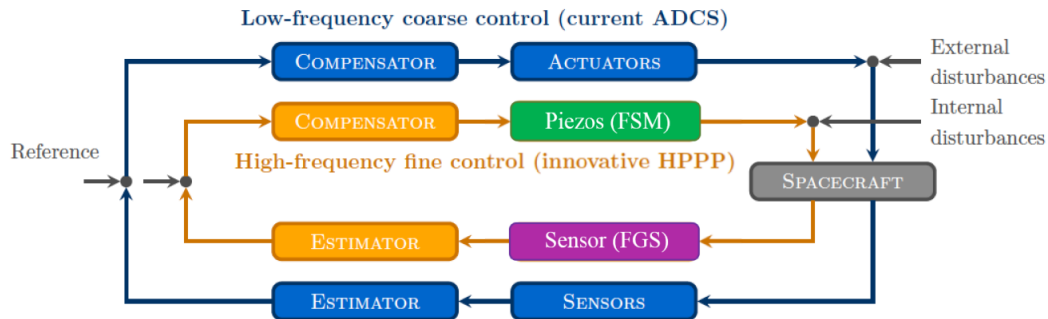 Low-frequency coarse control (current ADCS)
COMPENSATOR
ACTUATORS
External
disturbances
COMPENSATOR
Piezos (FSM)
Internal
disturbances
Reference
High-frequency fine control (innovative HPPP)
SPACECRAFT
ESTIMATOR
Sensor (FGS)
ESTIMATOR
SENSORS